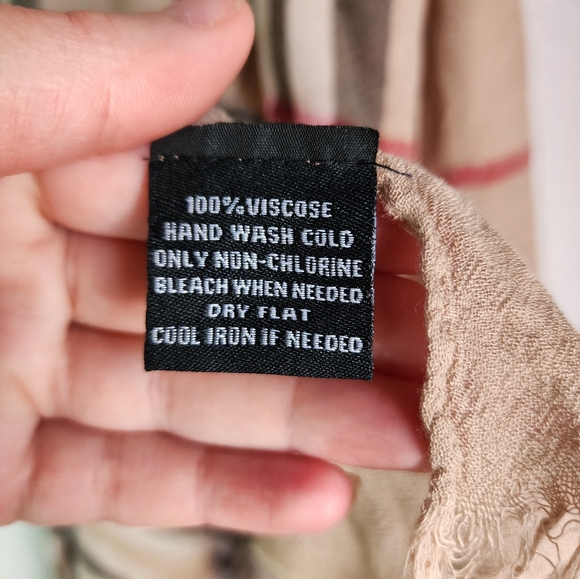 100% VISCOSE
HAND WASH COLD
ONLY NON-CHLORINE
BLEACH WHEN NEEDED
DRY FLAT
COOL IRON IF NEEDED